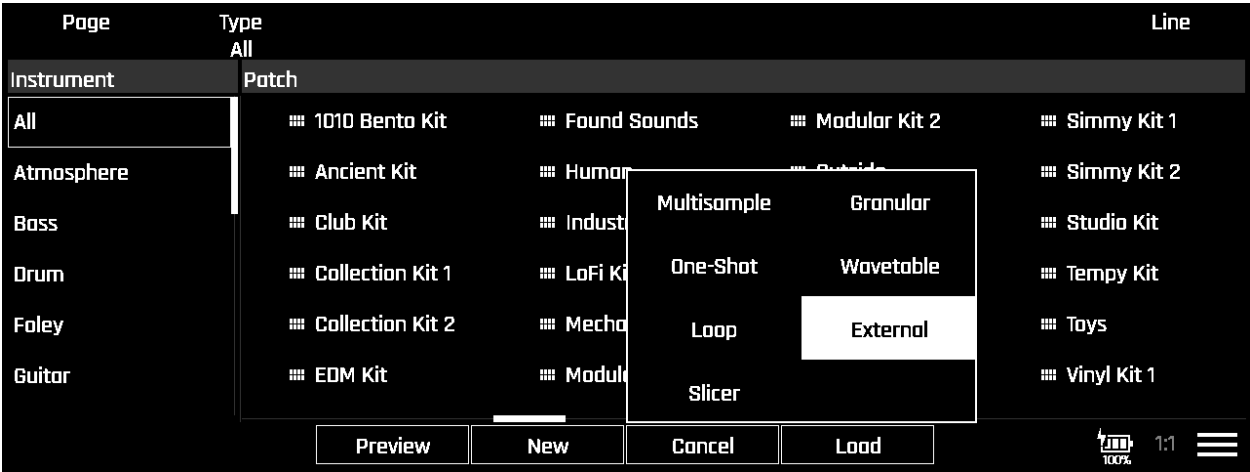 Page Type Line
All
Instrument Patch
All 1010 Bento Kit Found Sounds Modular Kit 2 Simmy Kit 1
Atmosphere Ancient Kit Human Simmy Kit 2
Multisample Granular
Bass Club Kit Studio Kit
One-Shot Wavetable
Drum Collection Kit 1 Tempy Kit
Foley Collection Kit 2 Toys
Loop External
Guitar EDM Kit Vinyl Kit 1
Slicer
Preview New Cancel Load 1:1
100%